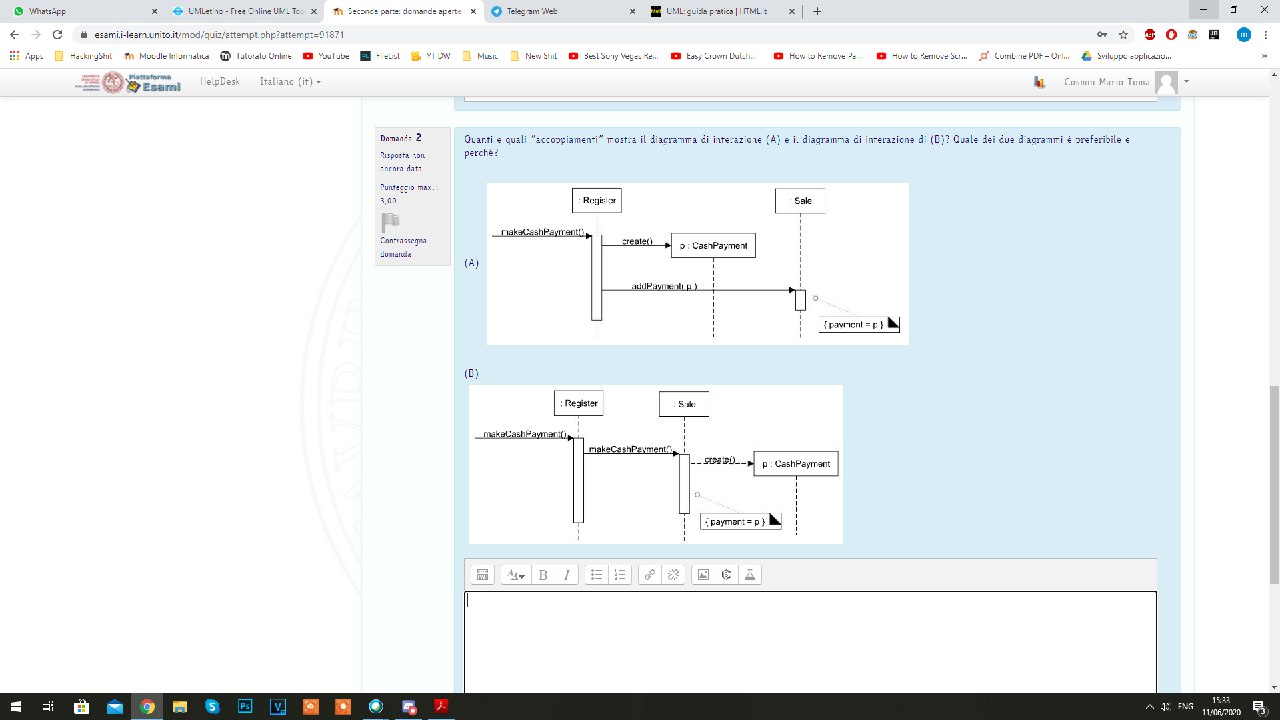 WhatsApp
UMLetino - Free Online UML Too
Seconda parte: domande aperte
Telegram Web
UML: guida pratica | HTML.it
esami.i-learn.unito.it/mod/quiz/attempt.php?attempt=91871
Apps
HackingShit
Moodle Informatica
Tutorato Online
YouTube
FileList
YTDW
Music
New Shit
Best Sony Vegas Re...
Easy Crown Dutch...
How to Remove Pa...
How to Remove Scr...
Combine PDF – Onl...
Sviluppo applicazio...
Piattaforma
Esami
HelpDesk
Italiano (it)
Cosmin Mario Toma
Domanda 2
Risposta non
ancora data
Punteggio max.:
3,00
Contrassegna
domanda
Quanti e quali "accoppiamenti" mostra il diagramma di interazione (A) e il diagramma di interazione di (B)? Quale dei due diagrammi è preferibile e
perché?
(A)
: Register
: Sale
makeCashPayment()
create()
p : CashPayment
addPayment( p )
{ payment = p }
(B)
: Register
: Sale
makeCashPayment()
makeCashPayment()
create()
p : CashPayment
{ payment = p }
ENG
15:33
11/06/2020